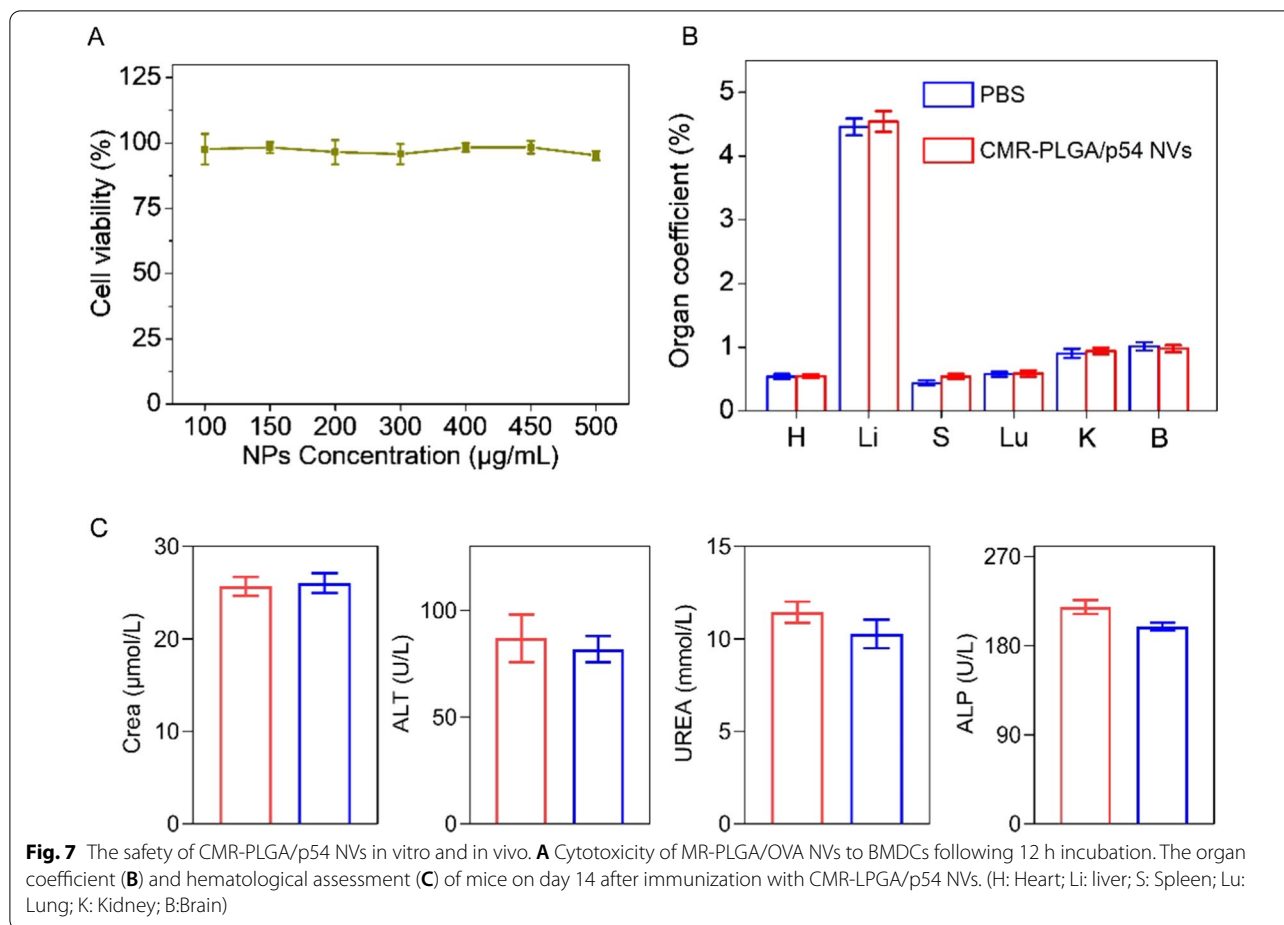 A
125
100
75
50
25
0
Cell viability (%)
100 150 200 300 400 450 500
NPs Concentration (µg/mL)
B
5
4
3
2
1
0
Organ coefficient (%)
PBS
CMR-PLGA/p54 NVs
H Li S Lu K B
C
30
20
10
0
Crea (µmol/L)
100
50
0
ALT (U/L)
15
10
5
0
UREA (mmol/L)
270
180
90
0
ALP (U/L)
Fig. 7 The safety of CMR-PLGA/p54 NVs in vitro and in vivo. A Cytotoxicity of MR-PLGA/OVA NVs to BMDCs following 12 h incubation. The organ
coefficient (B) and hematological assessment (C) of mice on day 14 after immunization with CMR-LPGA/p54 NVs. (H: Heart; Li: liver; S: Spleen; Lu:
Lung; K: Kidney; B:Brain)